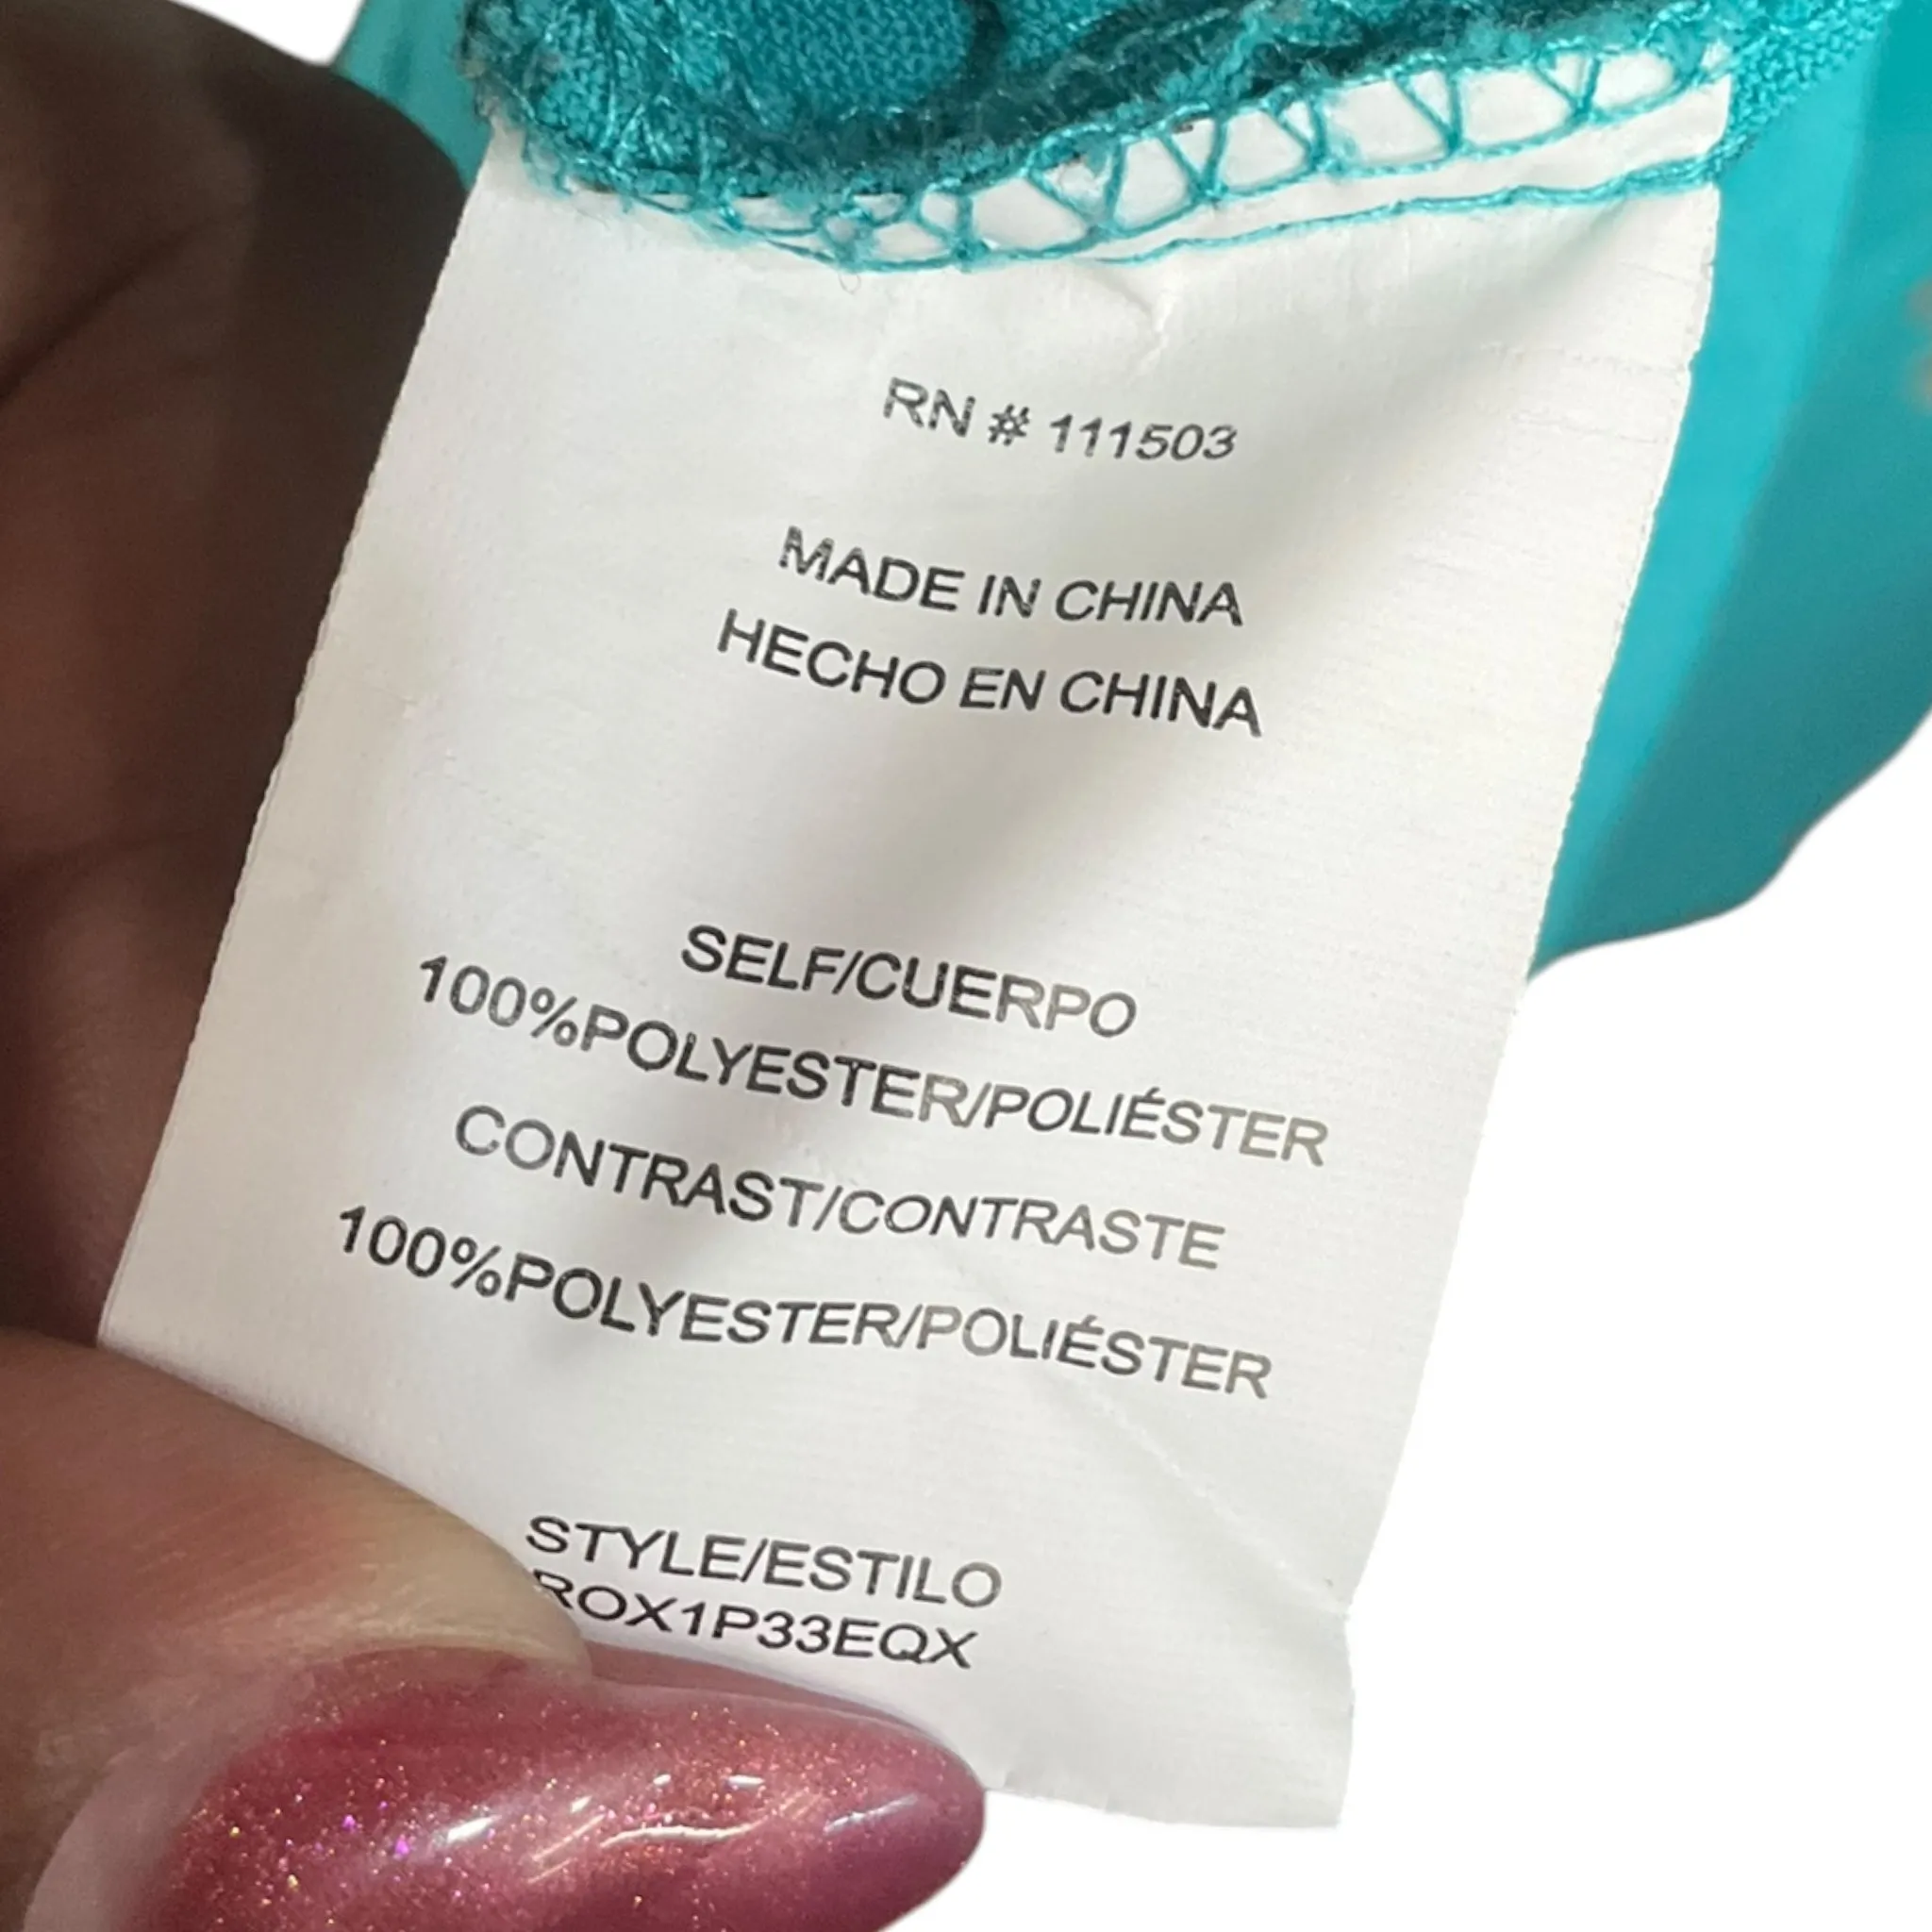 RN # 111503
MADE IN CHINA
HECHO EN CHINA
SELF/CUERPO
100%POLYESTER/POLIÉSTER
CONTRAST/CONTRASTE
100%POLYESTER/POLIÉSTER
STYLE/ESTILO
ROX1P33EQX